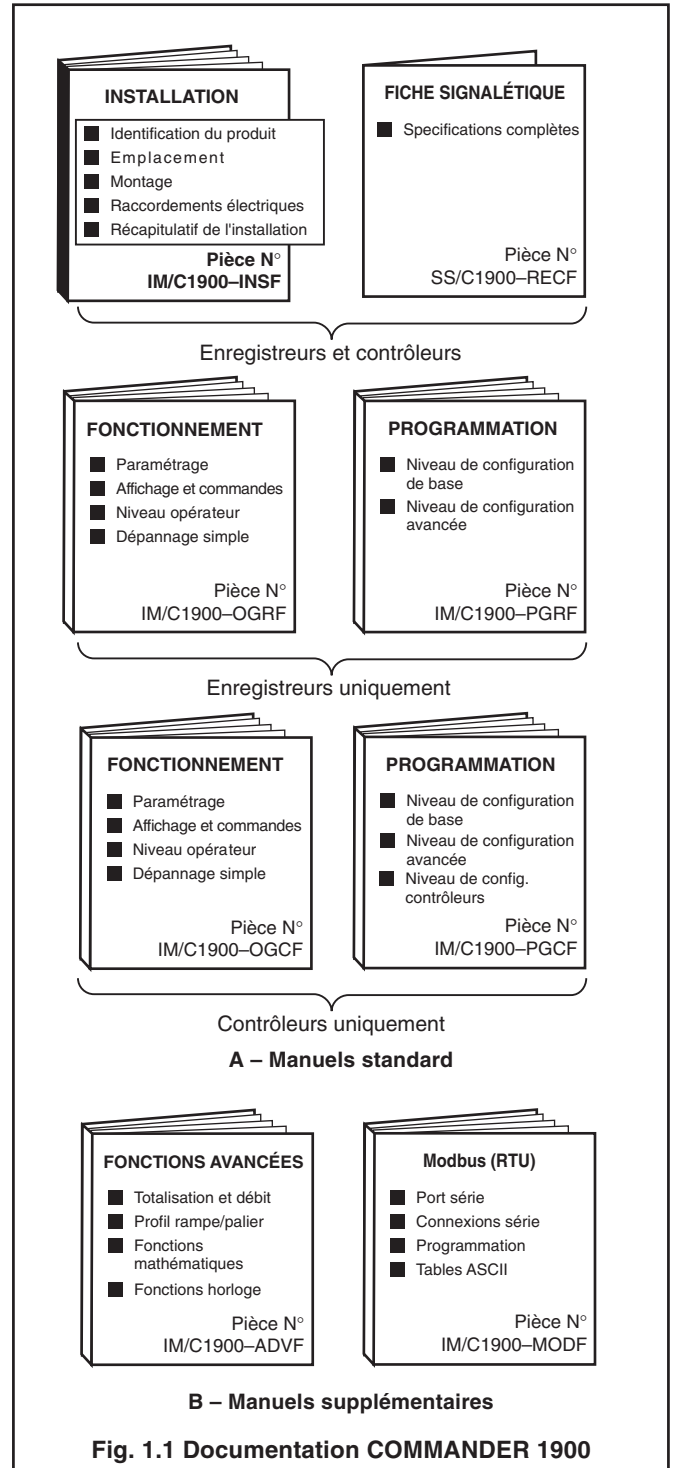 INSTALLATION
Identification du produit
Emplacement
Montage
Raccordements électriques
Récapitulatif de l'installation
Pièce N°
IM/C1900–INSF
FICHE SIGNALÉTIQUE
Specifications complètes
Pièce N°
SS/C1900–RECF
Enregistreurs et contrôleurs
FONCTIONNEMENT
Paramétrage
Affichage et commandes
Niveau opérateur
Dépannage simple
Pièce N°
IM/C1900–OGRF
PROGRAMMATION
Niveau de configuration
de base
Niveau de configuration
avancée
Pièce N°
IM/C1900–PGRF
Enregistreurs uniquement
FONCTIONNEMENT
Paramétrage
Affichage et commandes
Niveau opérateur
Dépannage simple
Pièce N°
IM/C1900–OGCF
PROGRAMMATION
Niveau de configuration
de base
Niveau de configuration
avancée
Niveau de config.
contrôleurs
Pièce N°
IM/C1900–PGCF
Contrôleurs uniquement
A – Manuels standard
FONCTIONS AVANCÉES
Totalisation et débit
Profil rampe/palier
Fonctions
mathématiques
Fonctions horloge
Pièce N°
IM/C1900–ADVF
Modbus (RTU)
Port série
Connexions série
Programmation
Tables ASCII
Pièce N°
IM/C1900–MODF
B – Manuels supplémentaires
Fig. 1.1 Documentation COMMANDER 1900